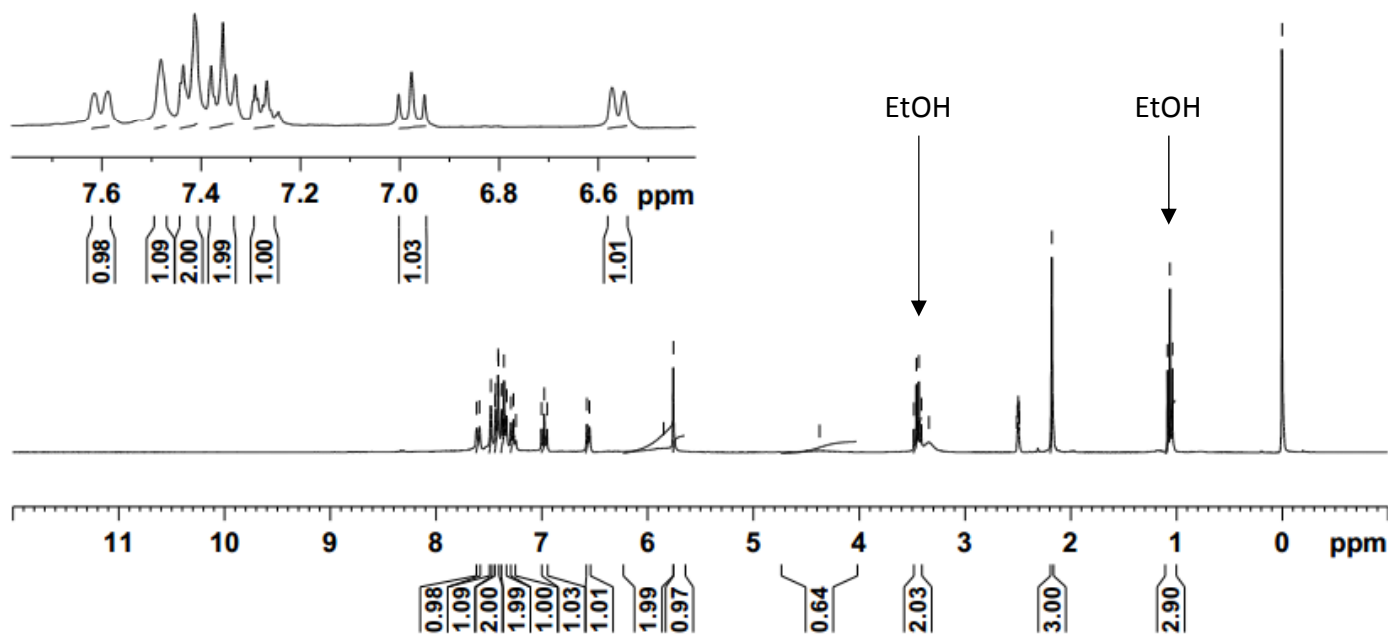 EtOH EtOH
7.6 7.4 7.2 7.0 6.8 6.6 ppm
0.98 1.09 2.00 1.99 1.00 1.03 1.01
11 10 9 8 7 6 5 4 3 2 1 0 ppm
0.98 1.09 2.00 1.99 1.00 1.03 1.01 1.99 0.97 0.64 2.03 3.00 2.90